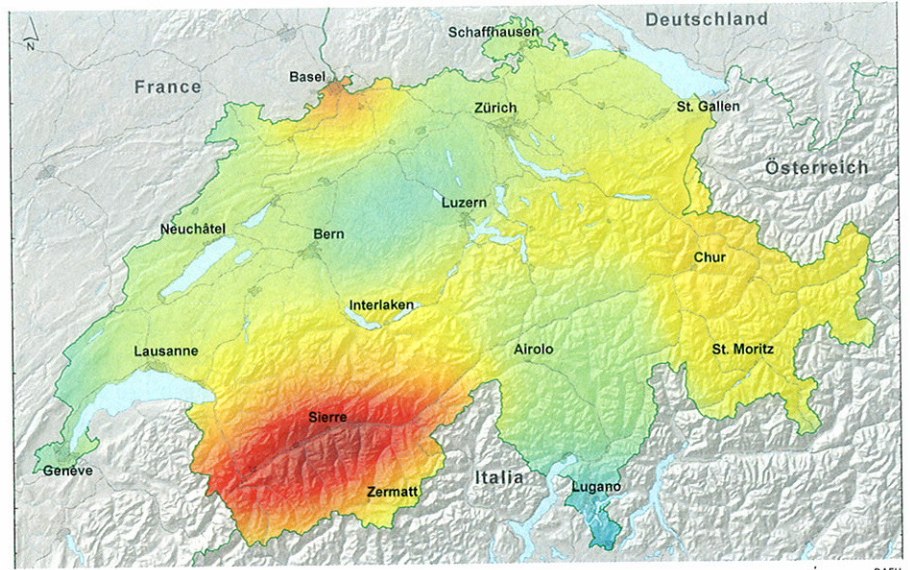 Deutschland
Schaffhausen
N
Basel
France
Zürich
St. Gallen
Österreich
Luzern
Neuchâtel
Bern
Chur
Interlaken
Lausanne
Airolo
St. Moritz
Sierre
Genève
Zermatt
Italia
Lugano